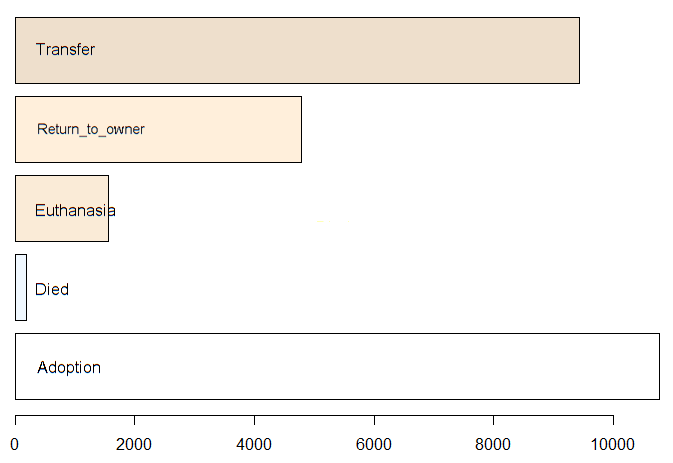 Transfer
Return_to_owner
Euthanasia
Died
Adoption
0 2000 4000 6000 8000 10000